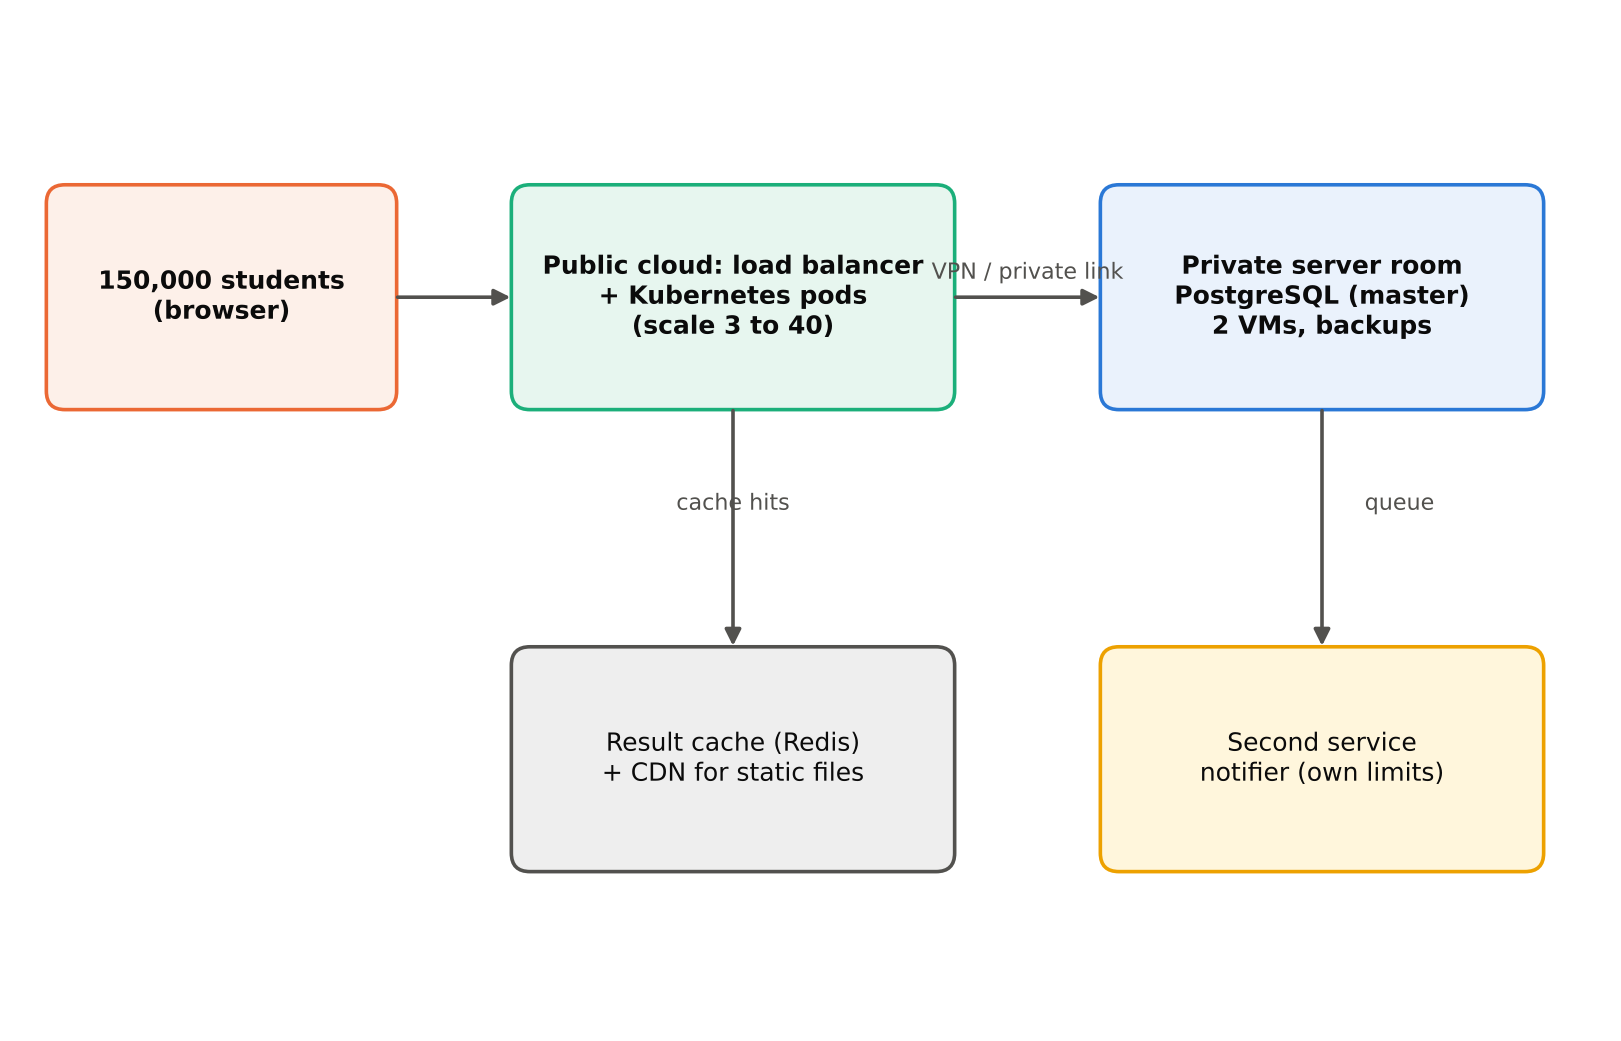 150,000 students
(browser)
Public cloud: load balancer
+ Kubernetes pods
(scale 3 to 40)
VPN / private link
Private server room
PostgreSQL (master)
2 VMs, backups
cache hits
queue
Result cache (Redis)
+ CDN for static files
Second service
notifier (own limits)